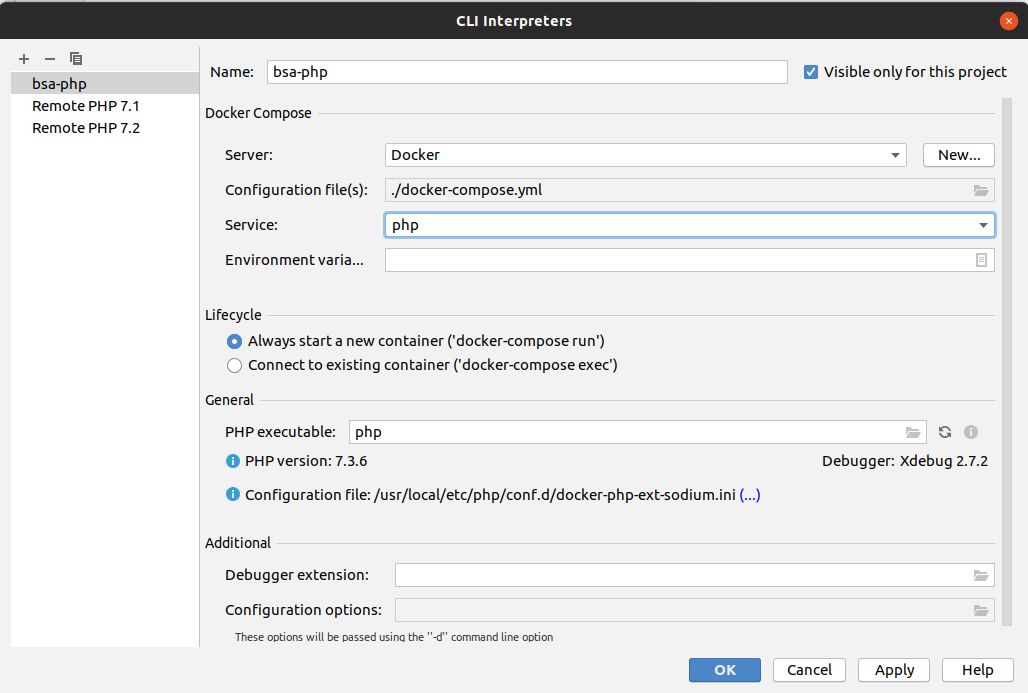 CLI Interpreters
bsa-php
Remote PHP 7.1
Remote PHP 7.2
Name: bsa-php Visible only for this project
Docker Compose
Server: Docker New...
Configuration file(s): ./docker-compose.yml
Service: php
Environment varia...
Lifecycle
Always start a new container ('docker-compose run')
Connect to existing container ('docker-compose exec')
General
PHP executable: php
PHP version: 7.3.6 Debugger: Xdebug 2.7.2
Configuration file: /usr/local/etc/php/conf.d/docker-php-ext-sodium.ini (...)
Additional
Debugger extension:
Configuration options:
These options will be passed using the ''-d'' command line option
OK Cancel Apply Help